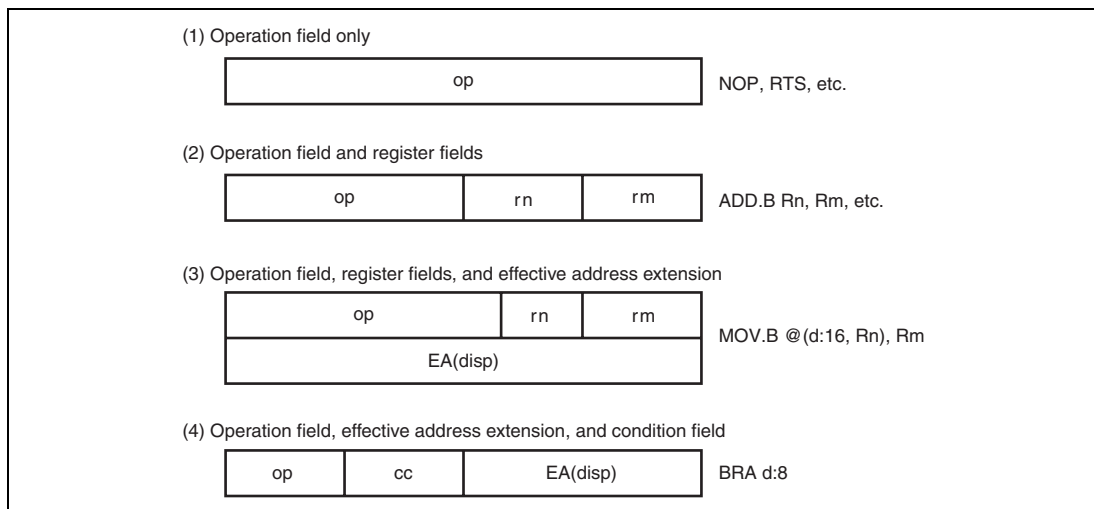 (1) Operation field only
op
NOP, RTS, etc.
(2) Operation field and register fields
op rn rm
ADD.B Rn, Rm, etc.
(3) Operation field, register fields, and effective address extension
op rn rm
EA(disp)
MOV.B @(d:16, Rn), Rm
(4) Operation field, effective address extension, and condition field
op cc EA(disp)
BRA d:8